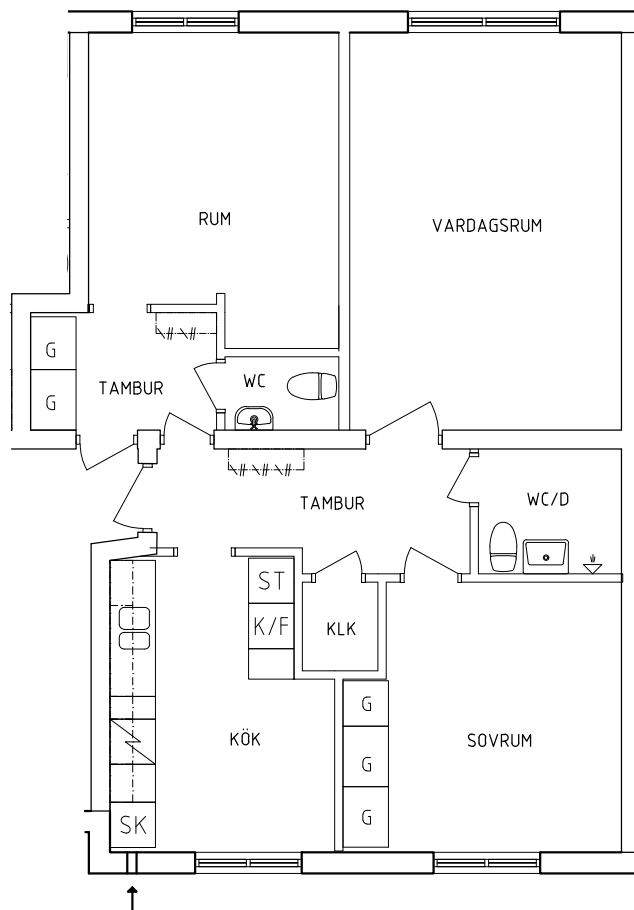 RUM
VARDAGSRUM
G
G
TAMBUR
WC
TAMBUR
WC/D
ST
K/F
KLK
KÖK
G
G
G
SOVRUM
SK